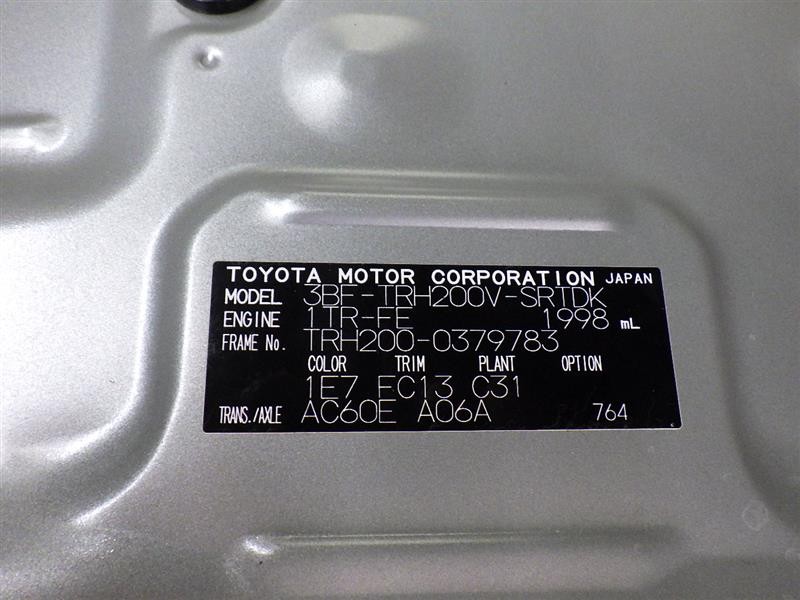 TOYOTA MOTOR CORPORATION JAPAN
MODEL 3BF-TRH200V-SRTDK
ENGINE 1TR-FE 1998 mL
FRAME No. TRH200-0379783
COLOR TRIM PLANT OPTION
1E7 FC13 C31
TRANS./AXLE AC60E A06A 764